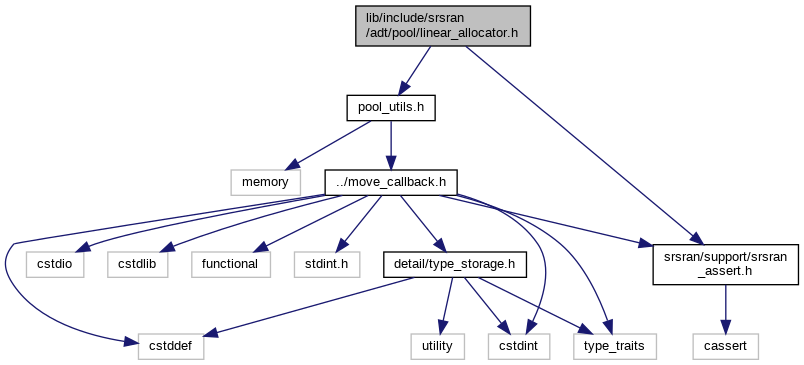 lib/include/srsran
/adt/pool/linear_allocator.h
pool_utils.h
memory
../move_callback.h
cstdio
cstdlib
functional
stdint.h
detail/type_storage.h
srsran/support/srsran
_assert.h
cstddef
utility
cstdint
type_traits
cassert